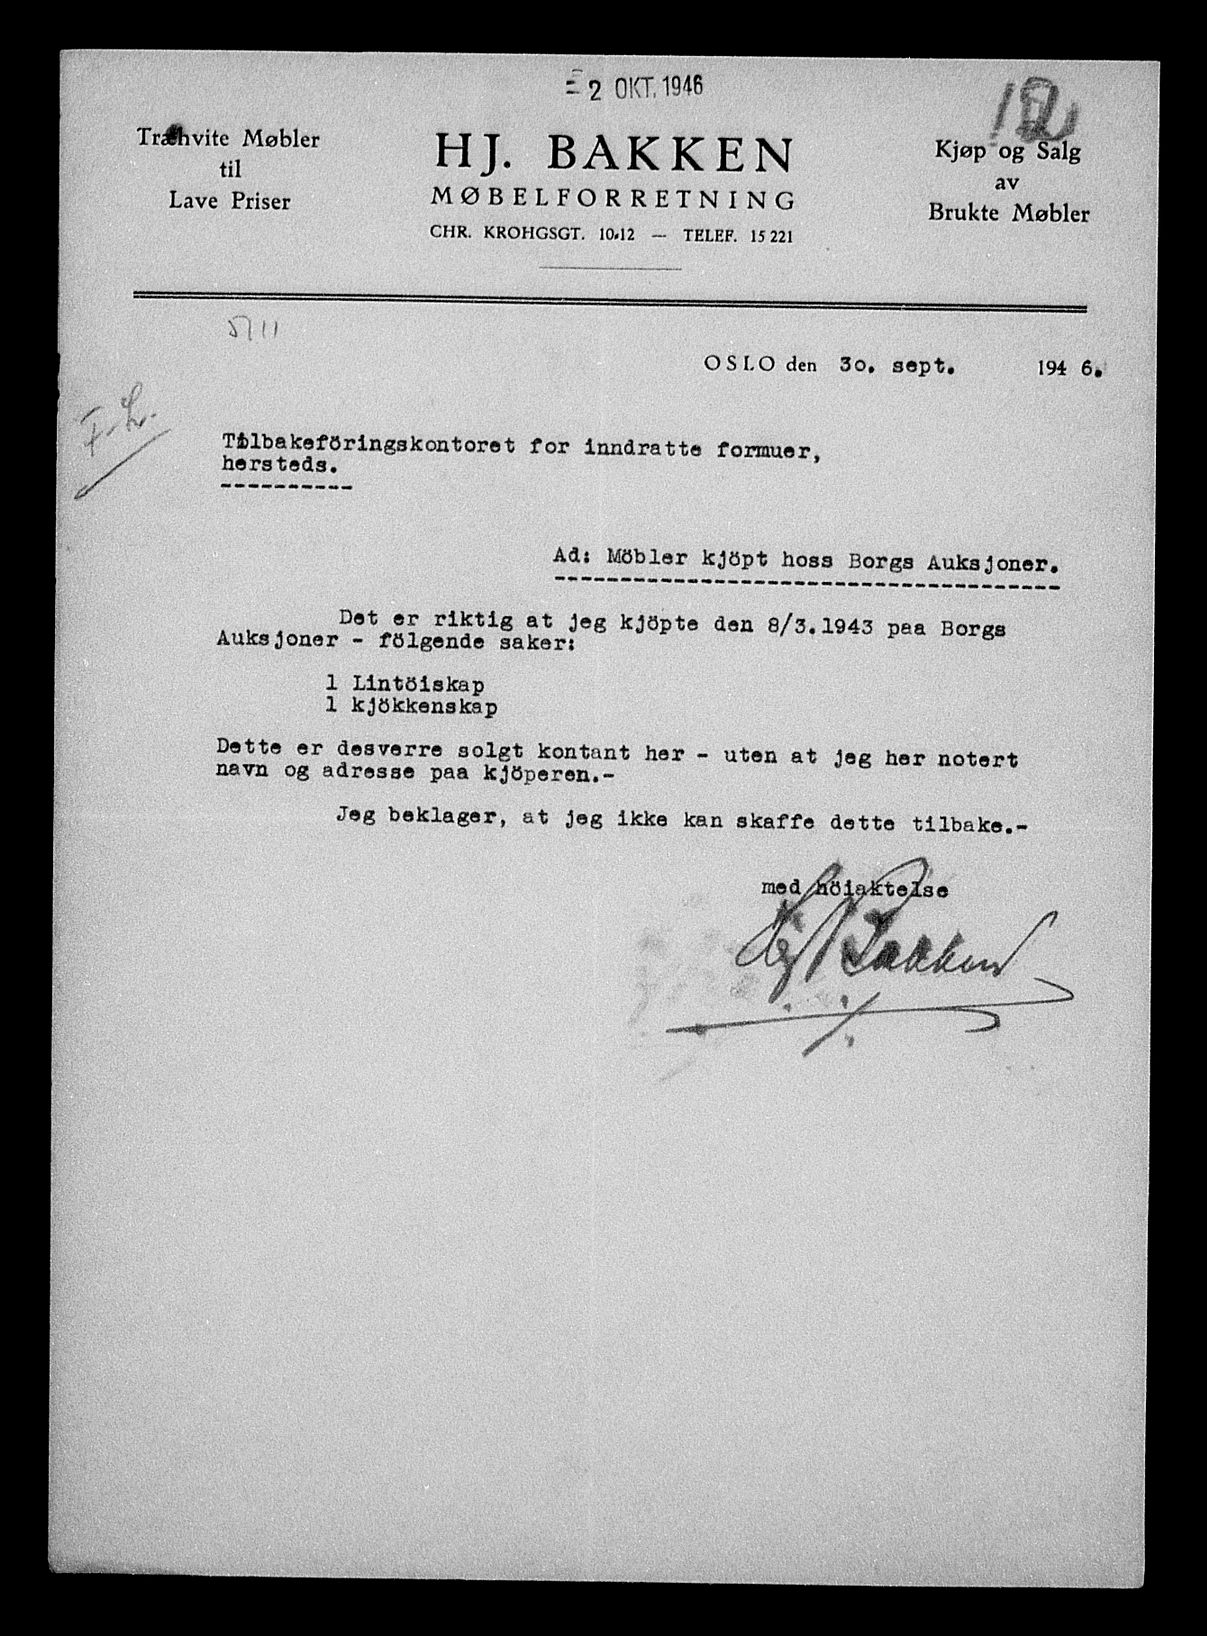 2 OKT. 1946
Træhvite Møbler
til
Lave Priser
HJ. BAKKEN
MØBELFORRETNING
CHR. KROHGSGT. 10-12 — TELEF. 15 221
Kjøp og Salg
av
Brukte Møbler
5711
OSLO den 30. sept. 194 6.
F-L.
Tilbakeföringskontoret for inndratte formuer,
hersteds.
Ad: Möbler kjöpt hoss Borgs Auksjoner.
Det er riktig at jeg kjöpte den 8/3.1943 paa Borgs
Auksjoner - fölgende saker:
1 Lintöiskap
1 kjökkenskap
Dette er desverre solgt kontant her - uten at jeg her notert
navn og adresse paa kjöperen.-
Jeg beklager, at jeg ikke kan skaffe dette tilbake.-
med höiaktelse
Hj Bakken